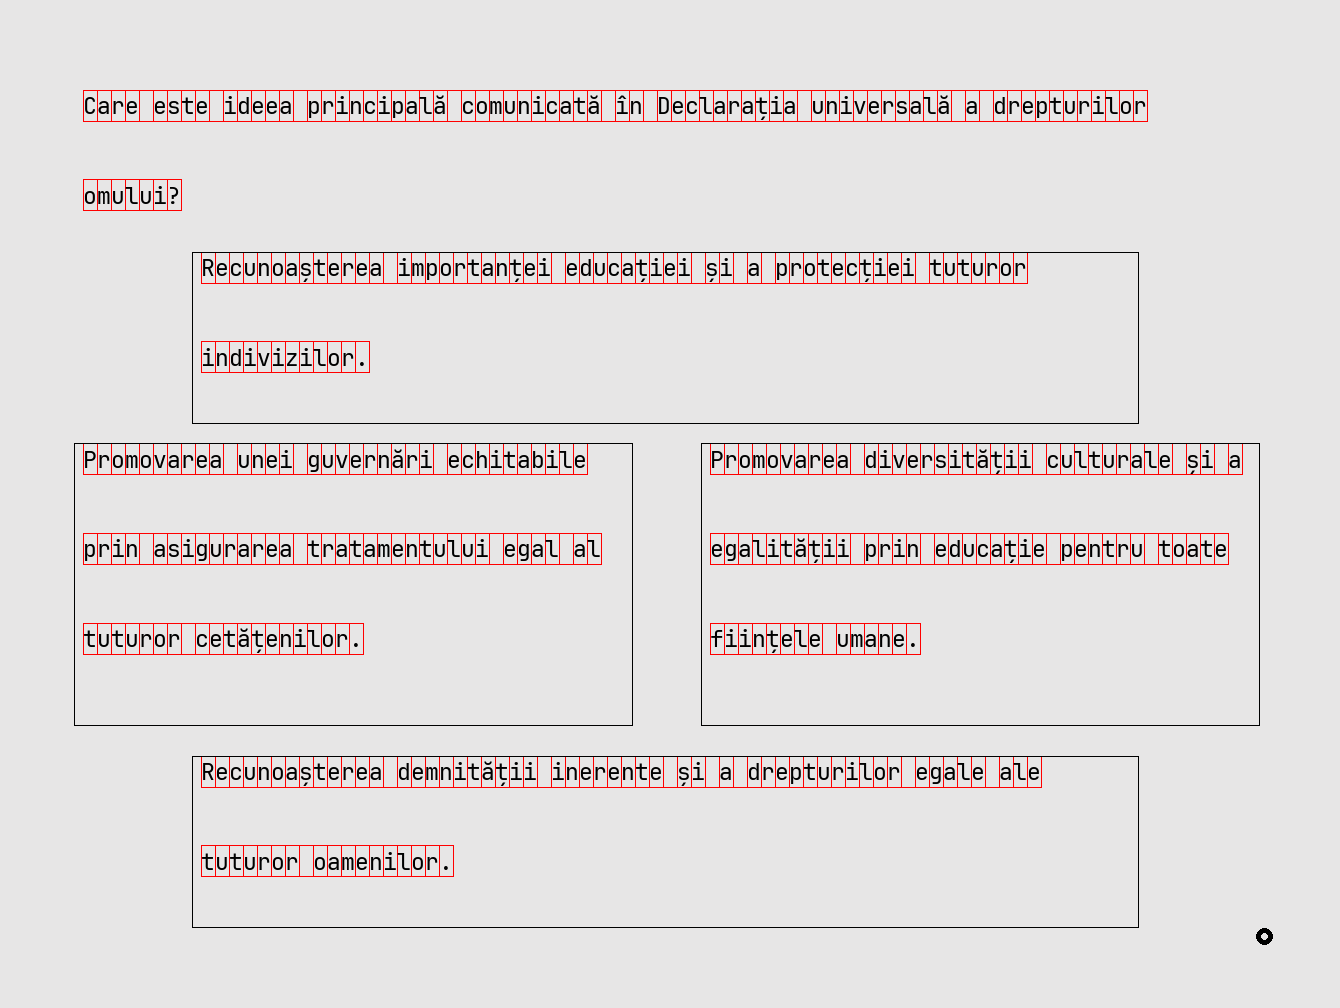 Care este ideea principală comunicată în Declarația universală a drepturilor
omului?
Recunoașterea importanței educației și a protecției tuturor
indivizilor.
Promovarea unei guvernări echitabile
prin asigurarea tratamentului egal al
tuturor cetățenilor.
Promovarea diversității culturale și a
egalității prin educație pentru toate
ființele umane.
Recunoașterea demnității inerente și a drepturilor egale ale
tuturor oamenilor.